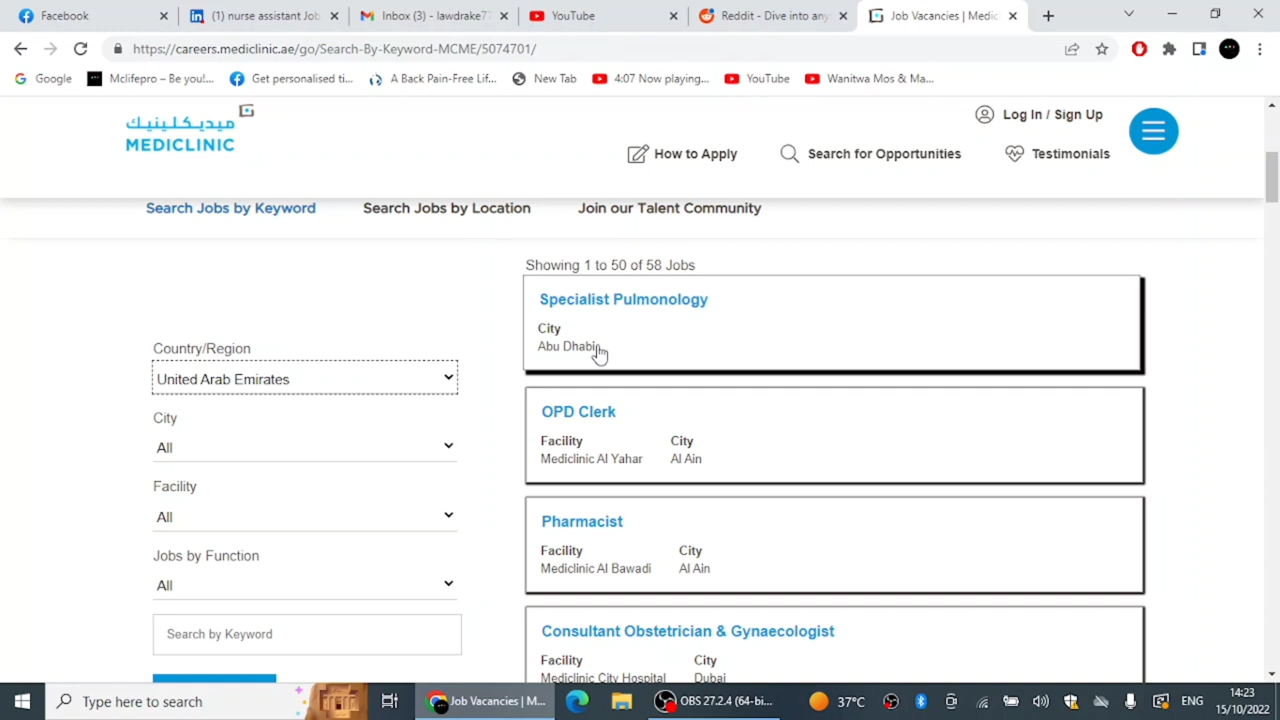 Facebook
(1) nurse assistant Job
Inbox (3) - lawdrake77
YouTube
Reddit - Dive into any
Job Vacancies | Medic
https://careers.mediclinic.ae/go/Search-By-Keyword-MCME/5074701/
Google
Mclifepro – Be you!...
Get personalised ti...
A Back Pain-Free Lif...
New Tab
4:07 Now playing...
YouTube
Wanitwa Mos & Ma...
ميديكلينيك
MEDICLINIC
Log In / Sign Up
How to Apply
Search for Opportunities
Testimonials
Search Jobs by Keyword
Search Jobs by Location
Join our Talent Community
Showing 1 to 50 of 58 Jobs
Specialist Pulmonology
City
Abu Dhabi
Country/Region
United Arab Emirates
City
All
Facility
All
Jobs by Function
All
Search by Keyword
OPD Clerk
Facility City
Mediclinic Al Yahar Al Ain
Pharmacist
Facility City
Mediclinic Al Bawadi Al Ain
Consultant Obstetrician & Gynaecologist
Facility City
Mediclinic City Hospital Dubai
Type here to search
Job Vacancies | M...
OBS 27.2.4 (64-bi...
37°C
ENG
14:23
15/10/2022